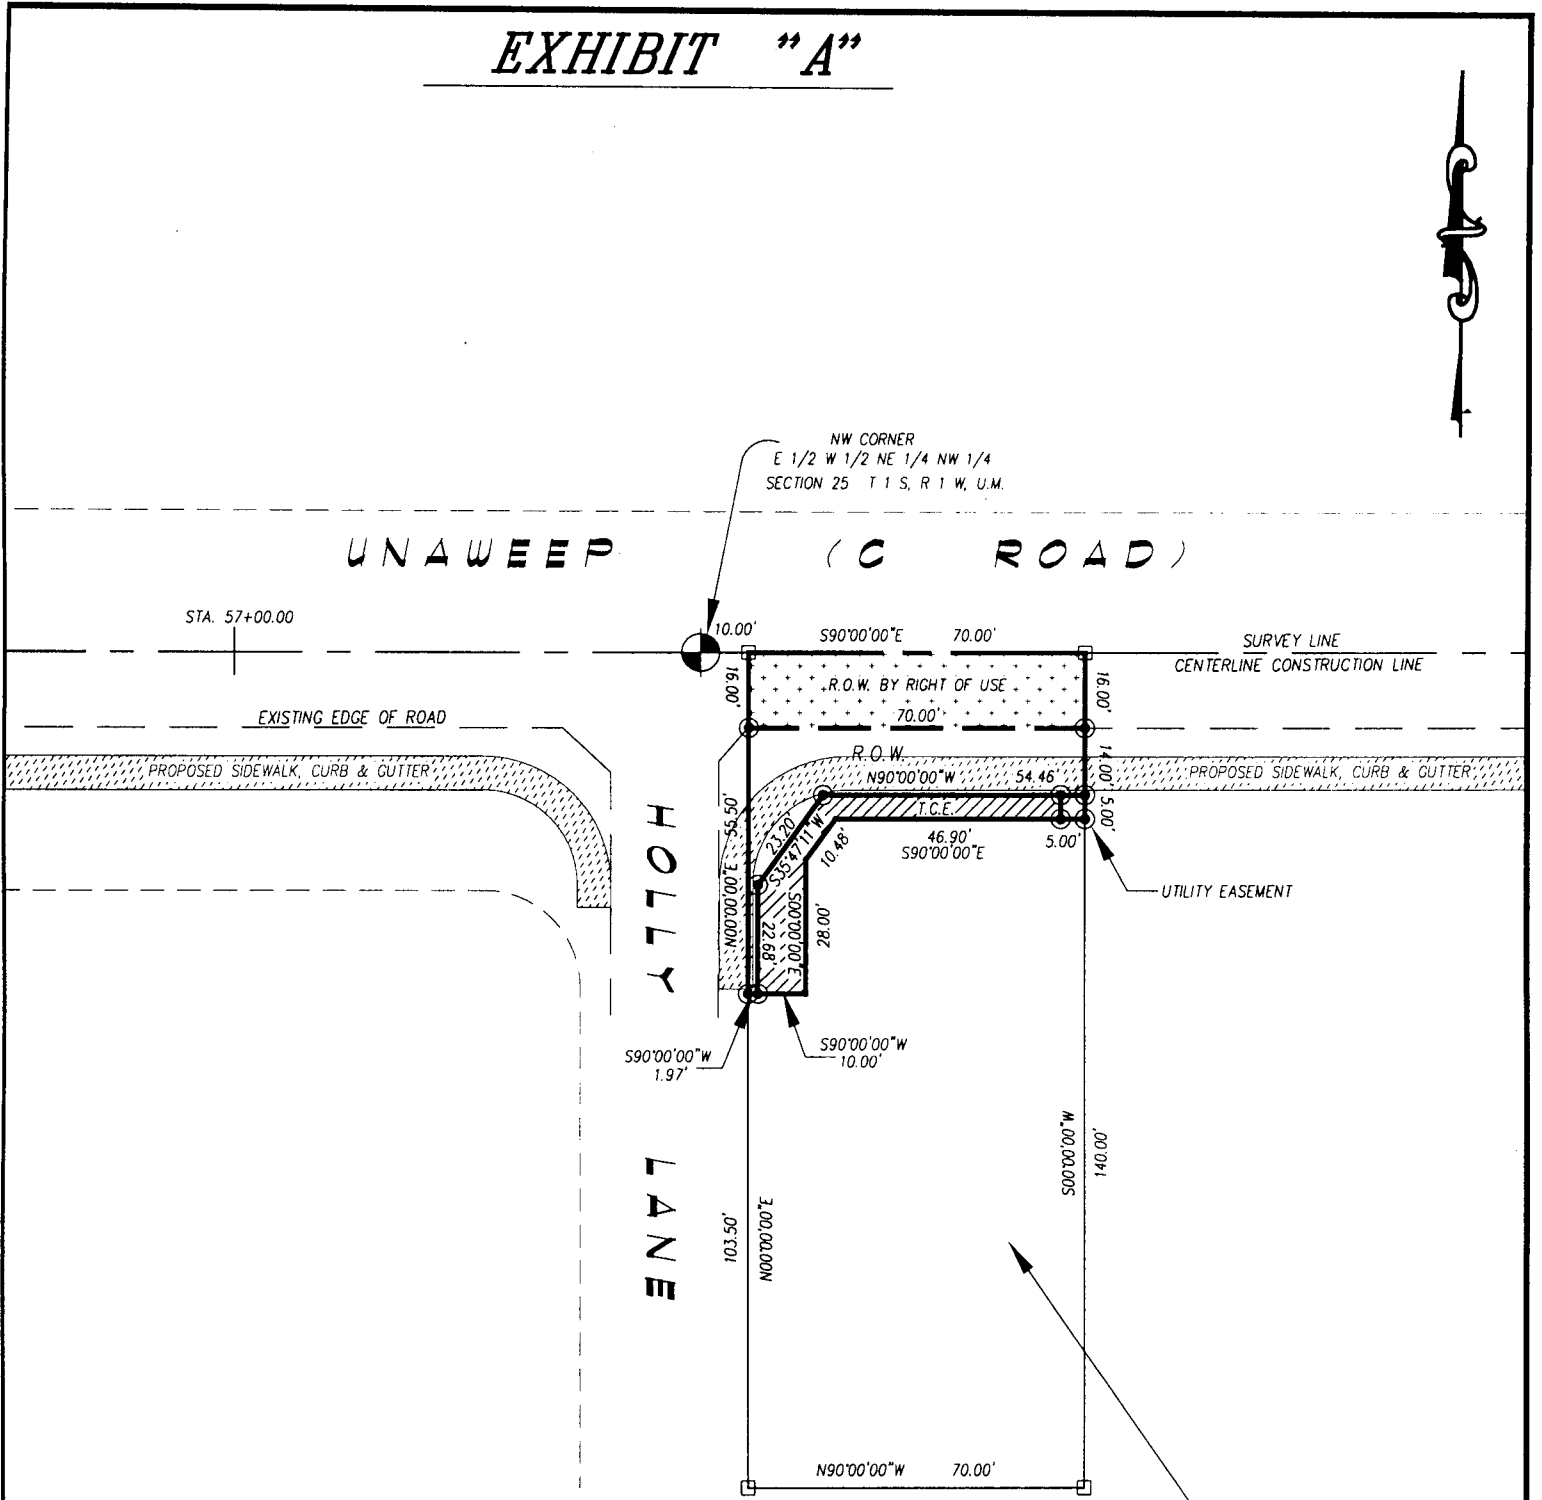 EXHIBIT "A"
NW CORNER
E 1/2 W 1/2 NE 1/4 NW 1/4
SECTION 25 T 1 S, R 1 W, U.M.
UNAWEEP (C ROAD)
STA. 57+00.00
10.00'
S90°00'00"E 70.00'
SURVEY LINE
CENTERLINE CONSTRUCTION LINE
16.00'
R.O.W. BY RIGHT OF USE
16.00'
EXISTING EDGE OF ROAD
70.00'
R.O.W.
14.00'
PROPOSED SIDEWALK, CURB & GUTTER
N90°00'00"W 54.46'
PROPOSED SIDEWALK, CURB & GUTTER
T.C.E.
5.00'
HOLLY LANE
N00°00'00"E 55.50'
23.20'
S35°47'11"W
10.48'
46.90'
S90°00'00"E
5.00'
UTILITY EASEMENT
22.68'
S00°00'00"E
28.00'
S90°00'00"W
1.97'
S90°00'00"W
10.00'
S00°00'00"W
140.00'
103.50'
N00°00'00"E
N90°00'00"W 70.00'